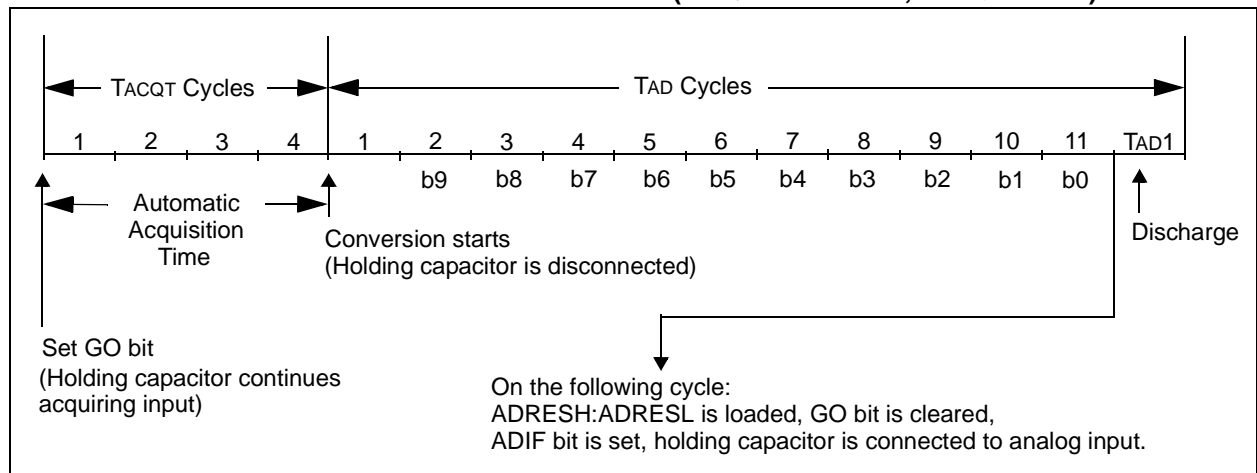 TACQT Cycles
TAD Cycles
1 2 3 4 1 2 3 4 5 6 7 8 9 10 11 TAD1
b9 b8 b7 b6 b5 b4 b3 b2 b1 b0
Automatic
Acquisition
Time
Conversion starts
(Holding capacitor is disconnected)
Discharge
Set GO bit
(Holding capacitor continues
acquiring input)
On the following cycle:
ADRESH:ADRESL is loaded, GO bit is cleared,
ADIF bit is set, holding capacitor is connected to analog input.